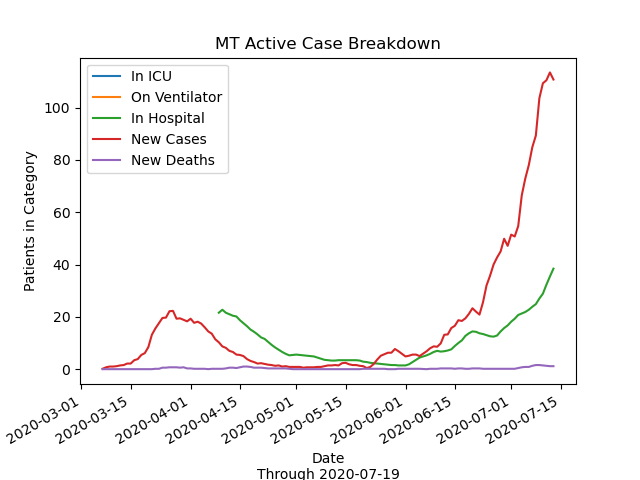 MT Active Case Breakdown
In ICU
On Ventilator
In Hospital
New Cases
New Deaths
Patients in Category
100
80
60
40
20
0
2020-03-01
2020-03-15
2020-04-01
2020-04-15
2020-05-01
2020-05-15
2020-06-01
2020-06-15
2020-07-01
2020-07-15
Date
Through 2020-07-19